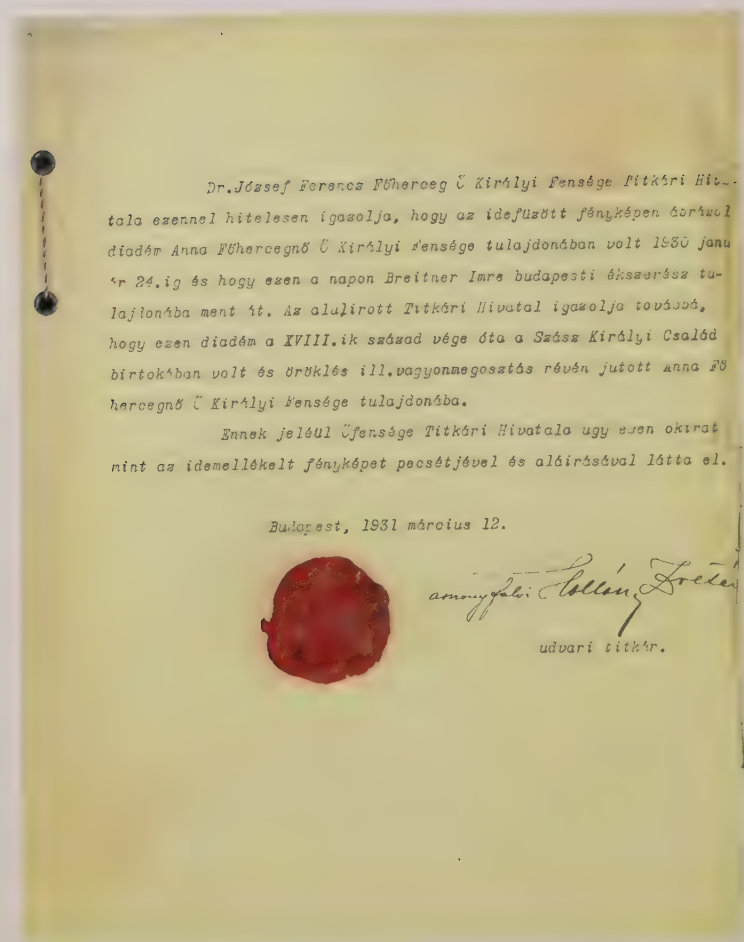 Dr.József Ferencz Főherceg Ő Királyi Fensége Titkári Hi
tala ezennel hitelesen igazolja, hogy az idefüzött fényképen ábrázol
diadém Anna Főhercegnő Ő Királyi Fensége tulajdonában volt 1930 janu
ár 24.ig és hogy ezen a napon Breitner Imre budapesti ékszerész tu-
lajdonába ment át. Az alulirott Titkári Hivatal igazolja továbbá,
hogy ezen diadém a XVIII.ik század vége óta a Szász Királyi Család
birtokában volt és öröklés ill.vagyonmegosztás révén jutott Anna Fő
hercegnő Ő Királyi Fensége tulajdonába.
Ennek jeléül Őfensége Titkári Hivatala ugy ezen okirat
mint az idemellékelt fényképet pecsétjével és aláirásával látta el.
Budapest, 1931 március 12.
Hollán
udvari titkár.